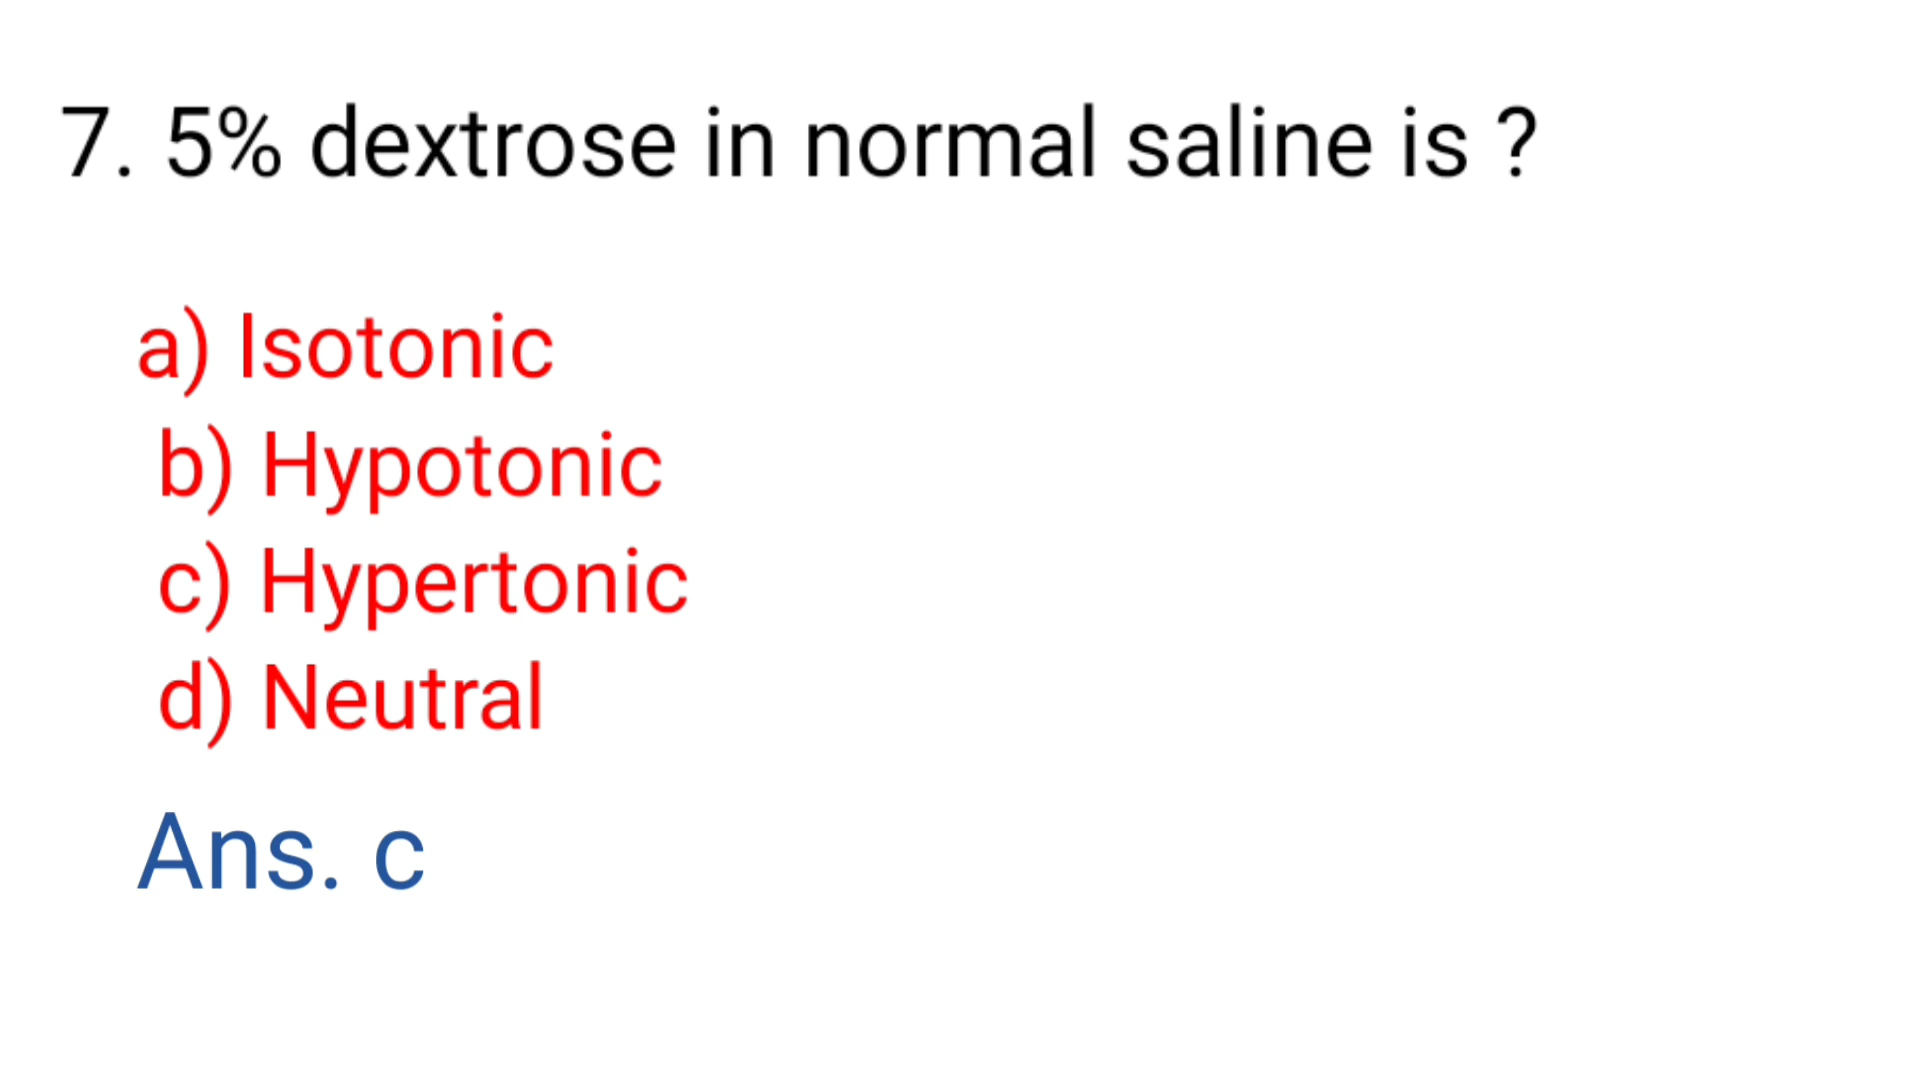 7. 5% dextrose in normal saline is ?
a) Isotonic
b) Hypotonic
c) Hypertonic
d) Neutral
Ans. c